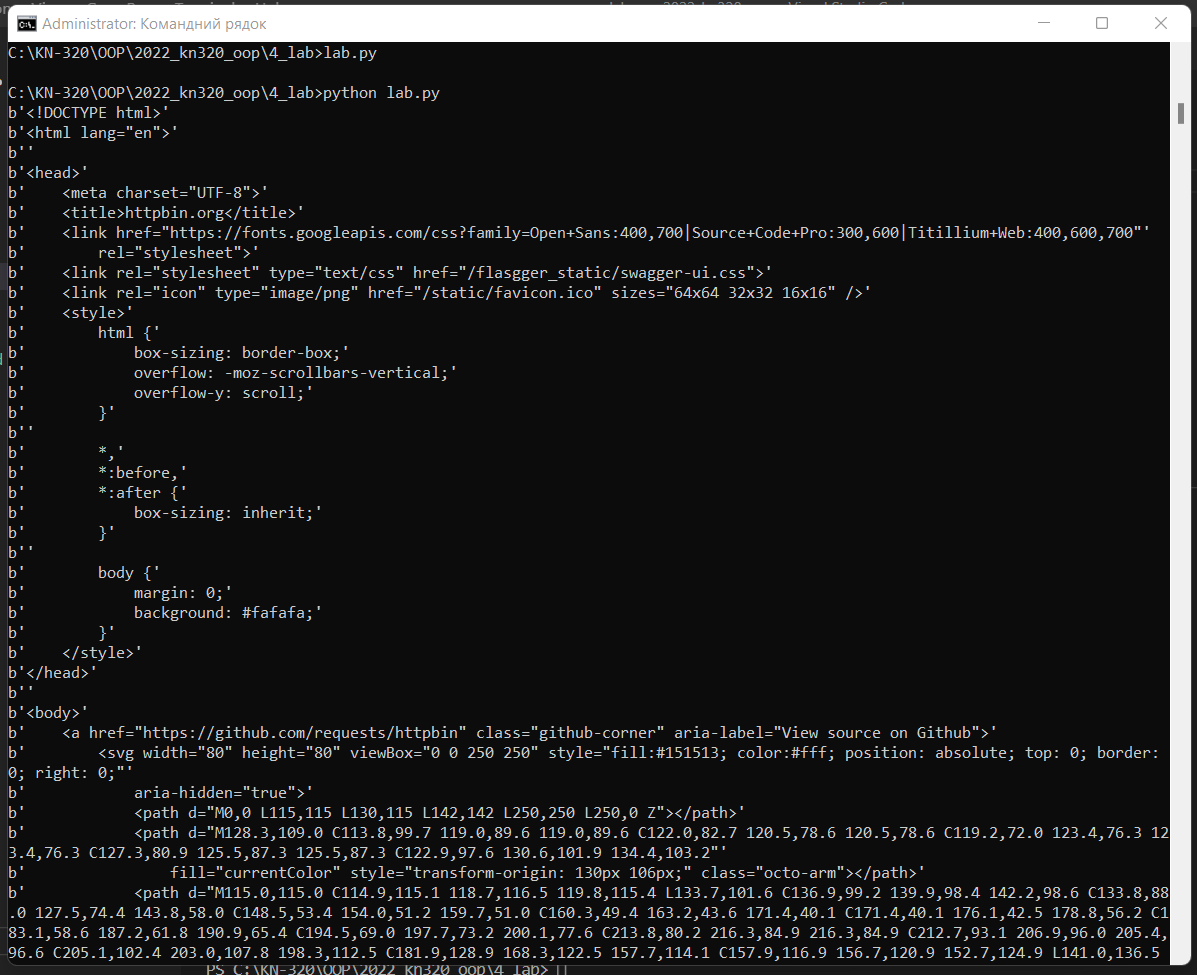 Administrator: Командний рядок
C:\KN-320\OOP\2022_kn320_oop\4_lab>lab.py
C:\KN-320\OOP\2022_kn320_oop\4_lab>python lab.py
b'<!DOCTYPE html>'
b'<html lang="en">'
b''
b'<head>'
b'    <meta charset="UTF-8">'
b'    <title>httpbin.org</title>'
b'    <link href="https://fonts.googleapis.com/css?family=Open+Sans:400,700|Source+Code+Pro:300,600|Titillium+Web:400,600,700"'
b'        rel="stylesheet">'
b'    <link rel="stylesheet" type="text/css" href="/flasgger_static/swagger-ui.css">'
b'    <link rel="icon" type="image/png" href="/static/favicon.ico" sizes="64x64 32x32 16x16" />'
b'    <style>'
b'        html {'
b'            box-sizing: border-box;'
b'            overflow: -moz-scrollbars-vertical;'
b'            overflow-y: scroll;'
b'        }'
b''
b'        *,'
b'        *:before,'
b'        *:after {'
b'            box-sizing: inherit;'
b'        }'
b''
b'        body {'
b'            margin: 0;'
b'            background: #fafafa;'
b'        }'
b'    </style>'
b'</head>'
b''
b'<body>'
b'    <a href="https://github.com/requests/httpbin" class="github-corner" aria-label="View source on Github">'
b'        <svg width="80" height="80" viewBox="0 0 250 250" style="fill:#151513; color:#fff; position: absolute; top: 0; border:
0; right: 0;"'
b'            aria-hidden="true">'
b'            <path d="M0,0 L115,115 L130,115 L142,142 L250,250 L250,0 Z"></path>'
b'            <path d="M128.3,109.0 C113.8,99.7 119.0,89.6 119.0,89.6 C122.0,82.7 120.5,78.6 120.5,78.6 C119.2,72.0 123.4,76.3 12
3.4,76.3 C127.3,80.9 125.5,87.3 125.5,87.3 C122.9,97.6 130.6,101.9 134.4,103.2"'
b'                fill="currentColor" style="transform-origin: 130px 106px;" class="octo-arm"></path>'
b'            <path d="M115.0,115.0 C114.9,115.1 118.7,116.5 119.8,115.4 L133.7,101.6 C136.9,99.2 139.9,98.4 142.2,98.6 C133.8,88
.0 127.5,74.4 143.8,58.0 C148.5,53.4 154.0,51.2 159.7,51.0 C160.3,49.4 163.2,43.6 171.4,40.1 C171.4,40.1 176.1,42.5 178.8,56.2 C1
83.1,58.6 187.2,61.8 190.9,65.4 C194.5,69.0 197.7,73.2 200.1,77.6 C213.8,80.2 216.3,84.9 216.3,84.9 C212.7,93.1 206.9,96.0 205.4,
96.6 C205.1,102.4 203.0,107.8 198.3,112.5 C181.9,128.9 168.3,122.5 157.7,114.1 C157.9,116.9 156.7,120.9 152.7,124.9 L141.0,136.5
PS C:\KN-320\OOP\2022_kn320_oop\4_lab>